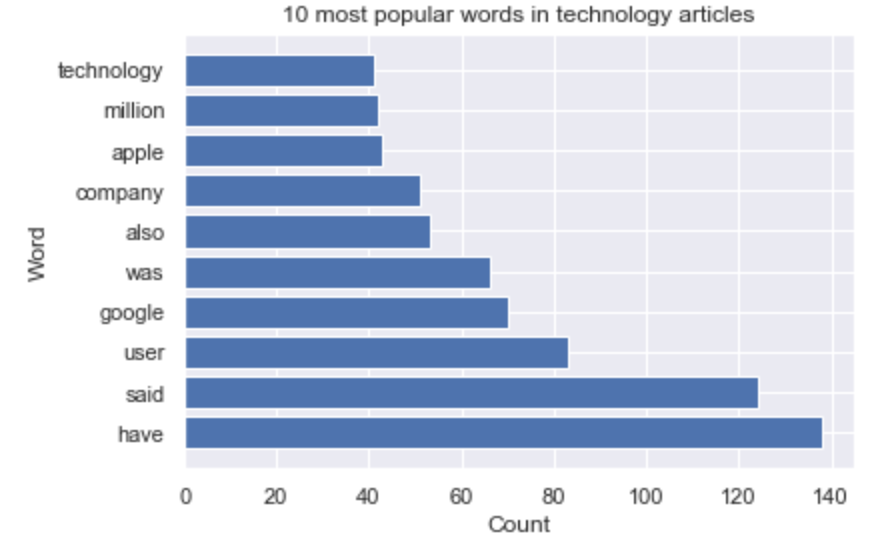 10 most popular words in technology articles
technology
million
apple
company
also
was
google
user
said
have
Word
0 20 40 60 80 100 120 140
Count